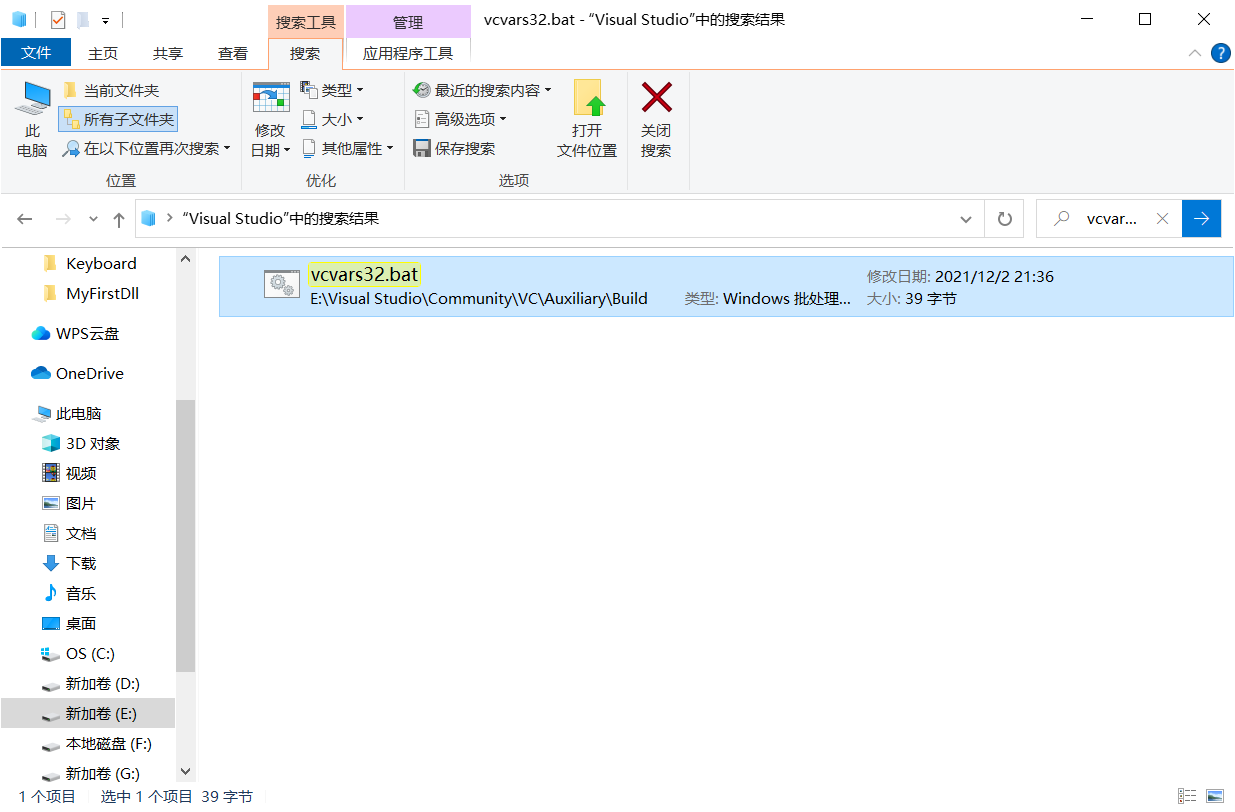 搜索工具
管理
vcvars32.bat - “Visual Studio”中的搜索结果
文件
主页
共享
查看
搜索
应用程序工具
此
电脑
当前文件夹
所有子文件夹
在以下位置再次搜索
位置
修改
日期
类型
大小
其他属性
优化
最近的搜索内容
高级选项
保存搜索
打开
文件位置
选项
关闭
搜索
“Visual Studio”中的搜索结果
vcvar...
Keyboard
MyFirstDll
WPS云盘
OneDrive
此电脑
3D 对象
视频
图片
文档
下载
音乐
桌面
OS (C:)
新加卷 (D:)
新加卷 (E:)
本地磁盘 (F:)
新加卷 (G:)
vcvars32.bat
E:\Visual Studio\Community\VC\Auxiliary\Build
类型: Windows 批处理...
修改日期: 2021/12/2 21:36
大小: 39 字节
1 个项目
选中 1 个项目 39 字节